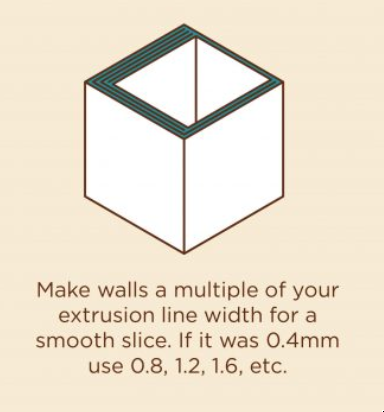 Make walls a multiple of your
extrusion line width for a
smooth slice. If it was 0.4mm
use 0.8, 1.2, 1.6, etc.